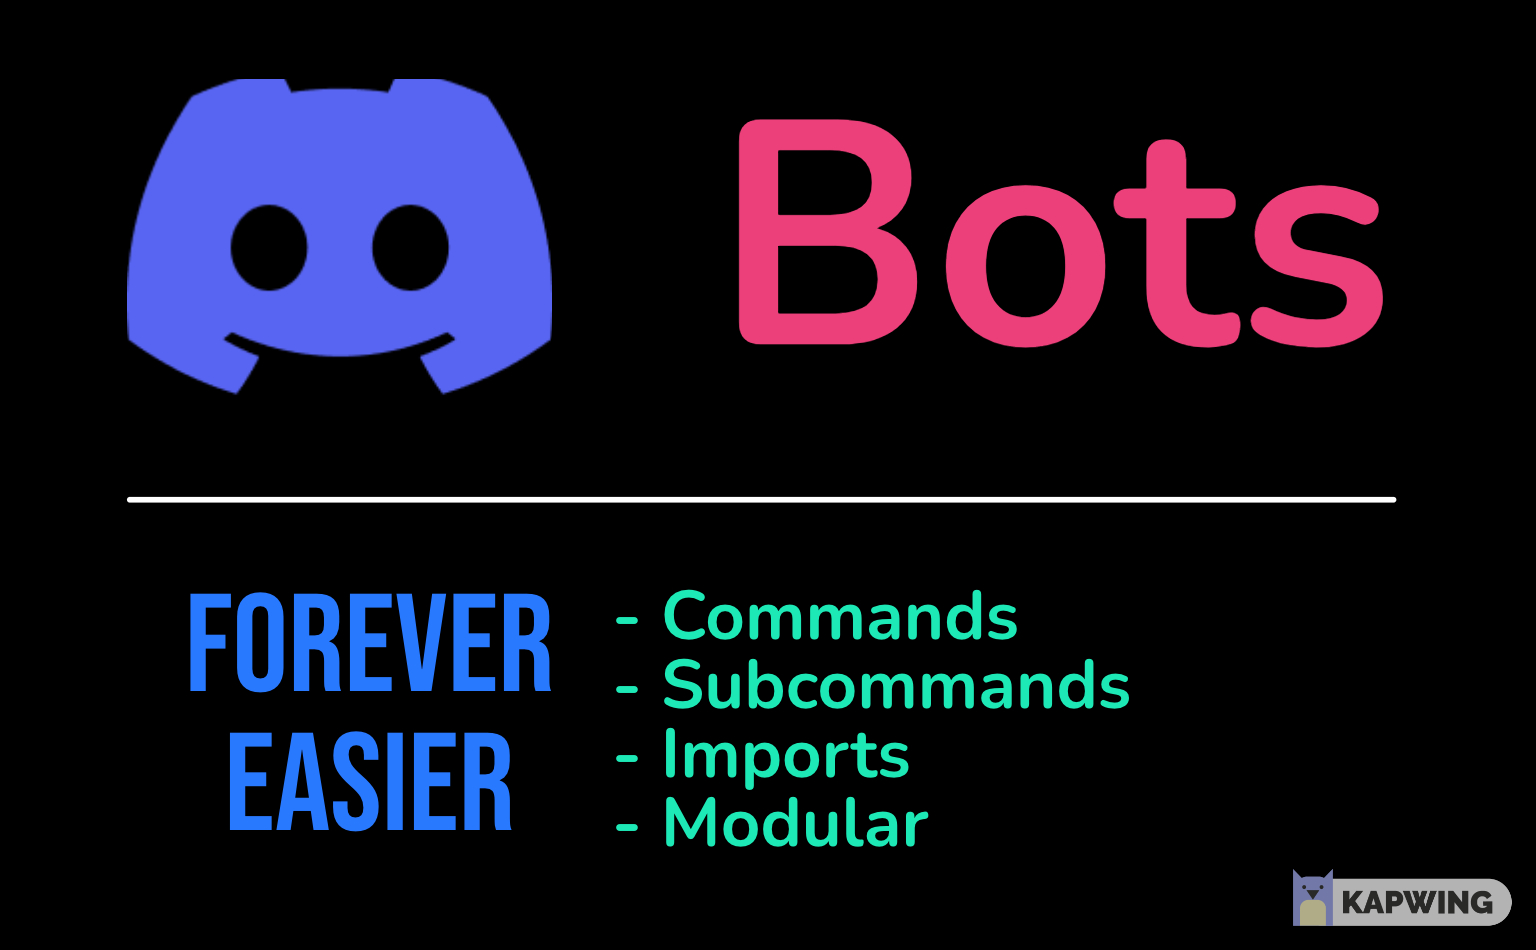 Bots
FOREVER
EASIER
- Commands
- Subcommands
- Imports
- Modular
KAPWING